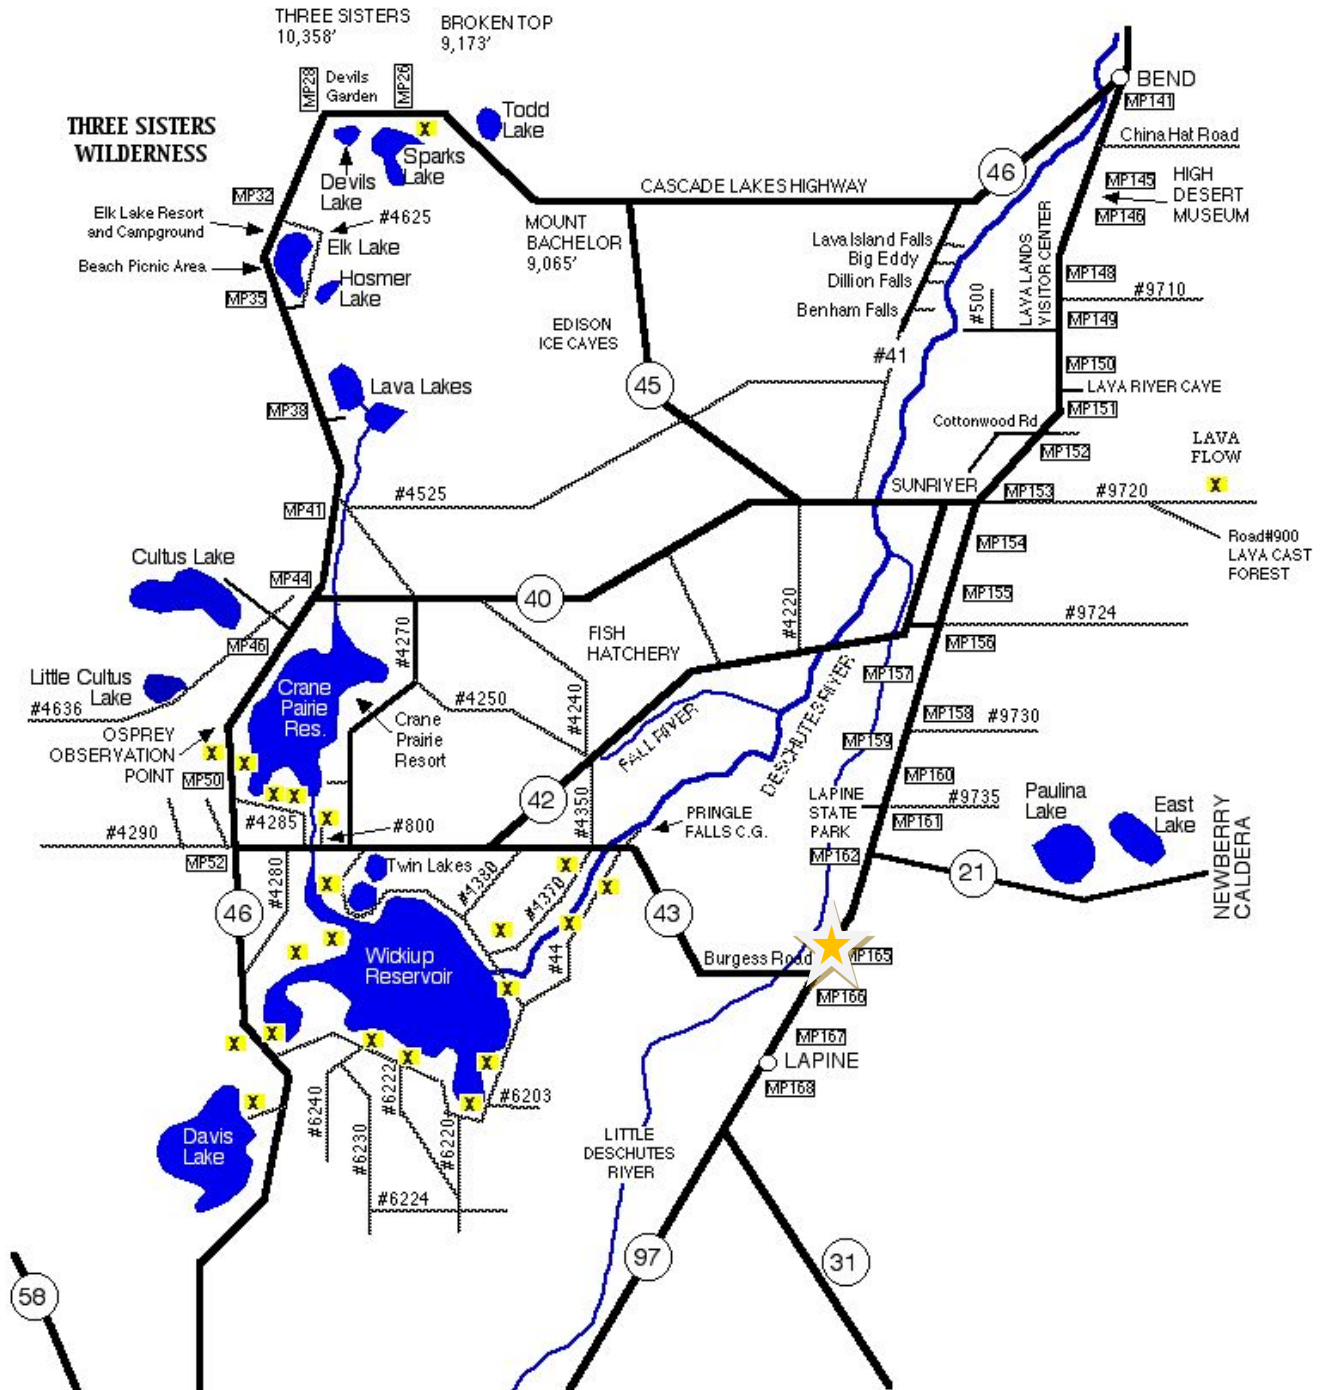 THREE SISTERS
10,358'
BROKEN TOP
9,173'
MP28
Devils
Garden
MP26
Todd
Lake
BEND
MP141
THREE SISTERS
WILDERNESS
Sparks
Lake
China Hat Road
Devils
Lake
46
CASCADE LAKES HIGHWAY
MP145
HIGH
DESERT
MUSEUM
MP146
MP32
#4625
Elk Lake Resort
and Campground
Elk Lake
MOUNT
BACHELOR
9,065'
Lava Island Falls
Big Eddy
Dillion Falls
Benham Falls
LAVA LANDS
VISITOR CENTER
Beach Picnic Area
Hosmer
Lake
MP35
MP148
#9710
#500
MP149
EDISON
ICE CAVES
#41
MP150
45
LAVA RIVER CAVE
Lava Lakes
MP38
MP151
Cottonwood Rd
MP152
LAVA
FLOW
X
SUNRIVER
MP153
#9720
#4525
MP41
Road#900
LAVA CAST
FOREST
MP154
Cultus Lake
MP44
40
MP155
#4220
#9724
#4270
FISH
HATCHERY
MP46
MP156
Little Cultus
Lake
#4636
Crane
Pairie
Res.
#4250
#4240
MP157
Crane
Prairie
Resort
FALL RIVER
DESCHUTES RIVER
MP158
#9730
OSPREY
OBSERVATION
POINT
MP159
MP50
MP160
42
#4350
LAPINE
STATE
PARK
#9735
Paulina
Lake
East
Lake
#4285
#800
PRINGLE
FALLS C.G.
MP161
#4290
MP52
MP162
21
NEWBERRY
CALDERA
Twin Lakes
#4280
#4380
#4370
46
43
Wickiup
Reservoir
#44
Burgess Road
MP165
MP166
MP167
LAPINE
MP168
#6203
#6240
#6222
#6230
#6220
Davis
Lake
LITTLE
DESCHUTES
RIVER
#6224
97
31
58